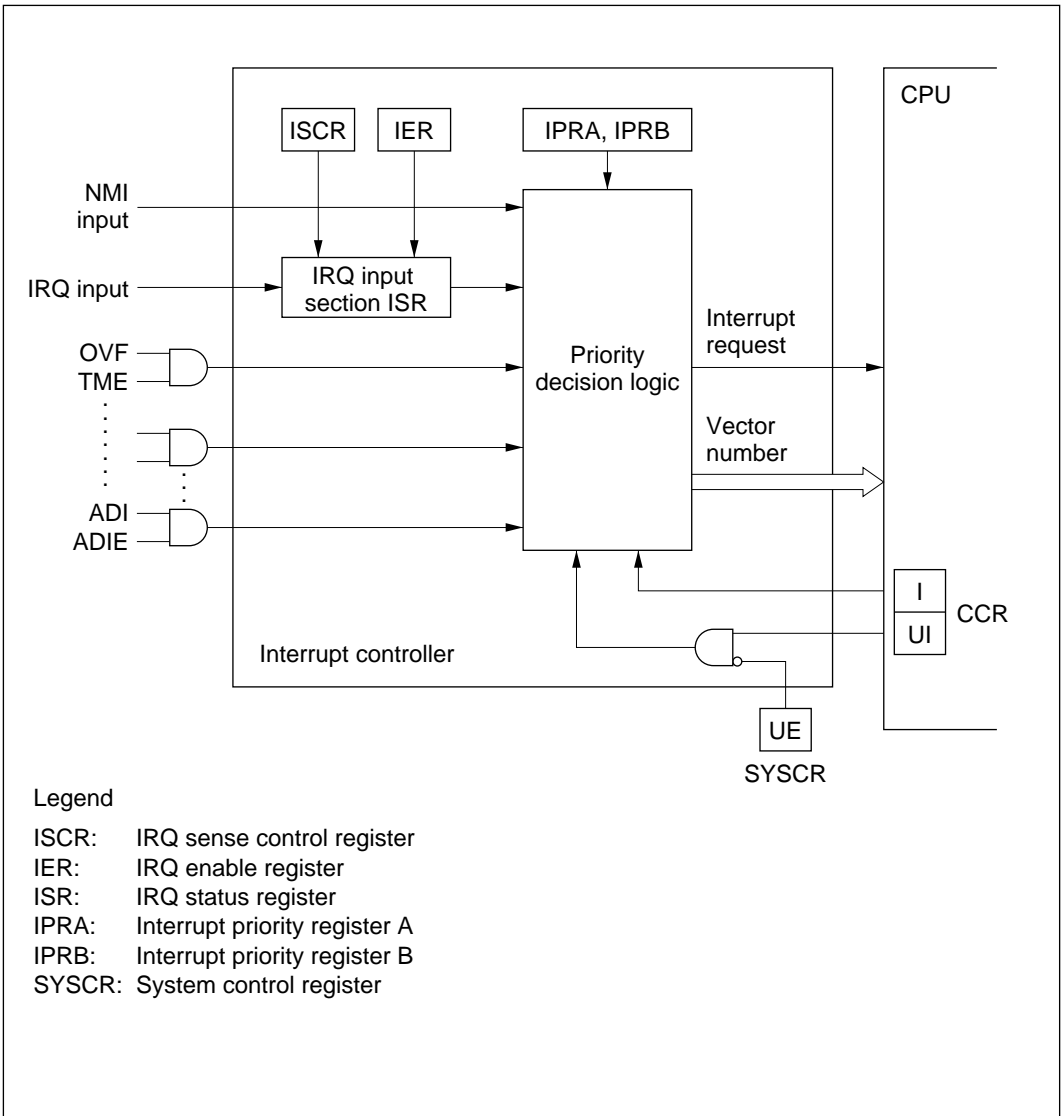 CPU
ISCR
IER
IPRA, IPRB
NMI
input
IRQ input
IRQ input
section ISR
OVF
TME
ADI
ADIE
Priority
decision logic
Interrupt
request
Vector
number
I
UI
CCR
Interrupt controller
UE
SYSCR
Legend
ISCR: IRQ sense control register
IER: IRQ enable register
ISR: IRQ status register
IPRA: Interrupt priority register A
IPRB: Interrupt priority register B
SYSCR: System control register